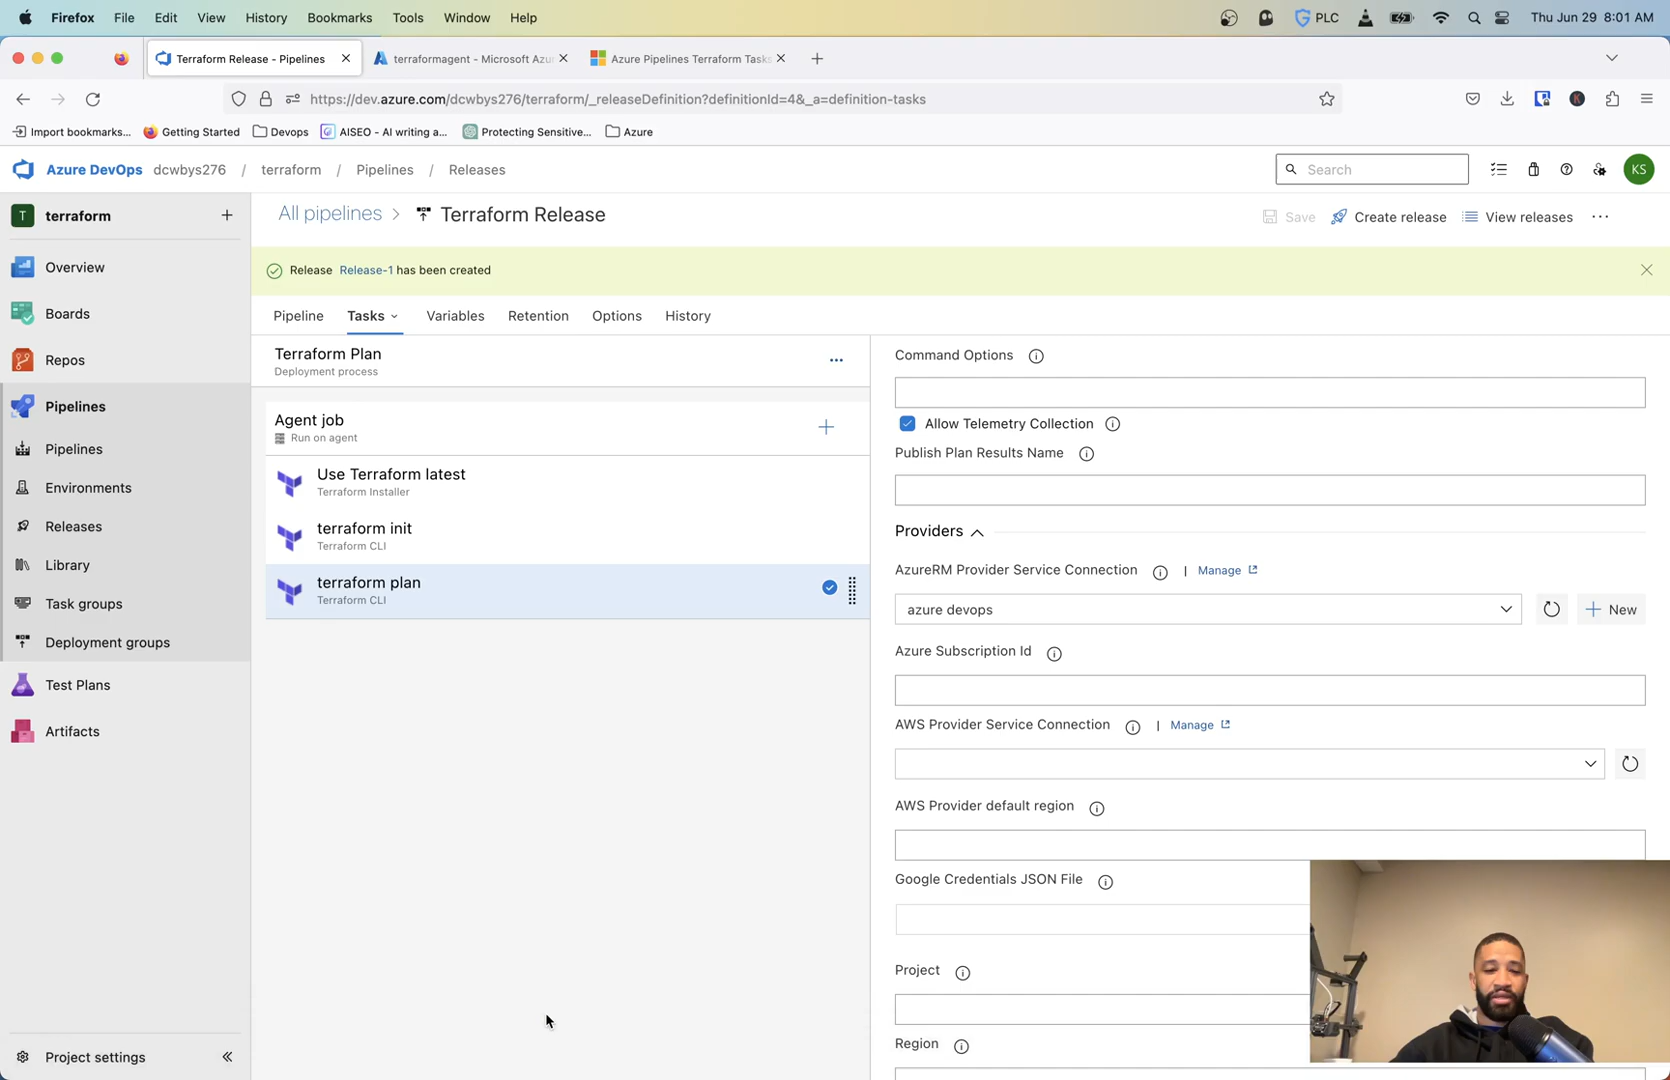 Firefox File Edit View History Bookmarks Tools Window Help PLC Thu Jun 29 8:01 AM
Terraform Release - Pipelines terraformagent - Microsoft Azu Azure Pipelines Terraform Tasks
https://dev.azure.com/dcwbys276/terraform/_releaseDefinition?definitionId=4&_a=definition-tasks
Import bookmarks... Getting Started Devops AISEO - AI writing a... Protecting Sensitive... Azure
Azure DevOps dcwbys276 / terraform / Pipelines / Releases Search KS
T terraform
All pipelines > Terraform Release Save Create release View releases
Overview
Release Release-1 has been created
Boards
Pipeline Tasks Variables Retention Options History
Repos
Terraform Plan
Deployment process
Command Options
Pipelines
Agent job
Run on agent
Allow Telemetry Collection
Pipelines
Publish Plan Results Name
Use Terraform latest
Terraform Installer
Environments
Releases
terraform init
Terraform CLI
Providers
Library
AzureRM Provider Service Connection | Manage
terraform plan
Terraform CLI
Task groups
azure devops New
Deployment groups
Azure Subscription Id
Test Plans
AWS Provider Service Connection | Manage
Artifacts
AWS Provider default region
Google Credentials JSON File
Project
Region
Project settings